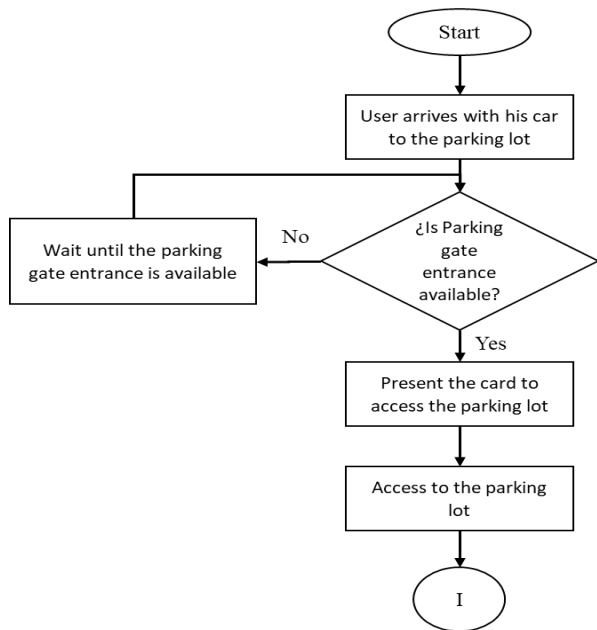 Start
User arrives with his car
to the parking lot
¿Is Parking
gate
entrance
available?
No
Wait until the parking
gate entrance is available
Yes
Present the card to
access the parking lot
Access to the parking
lot
I